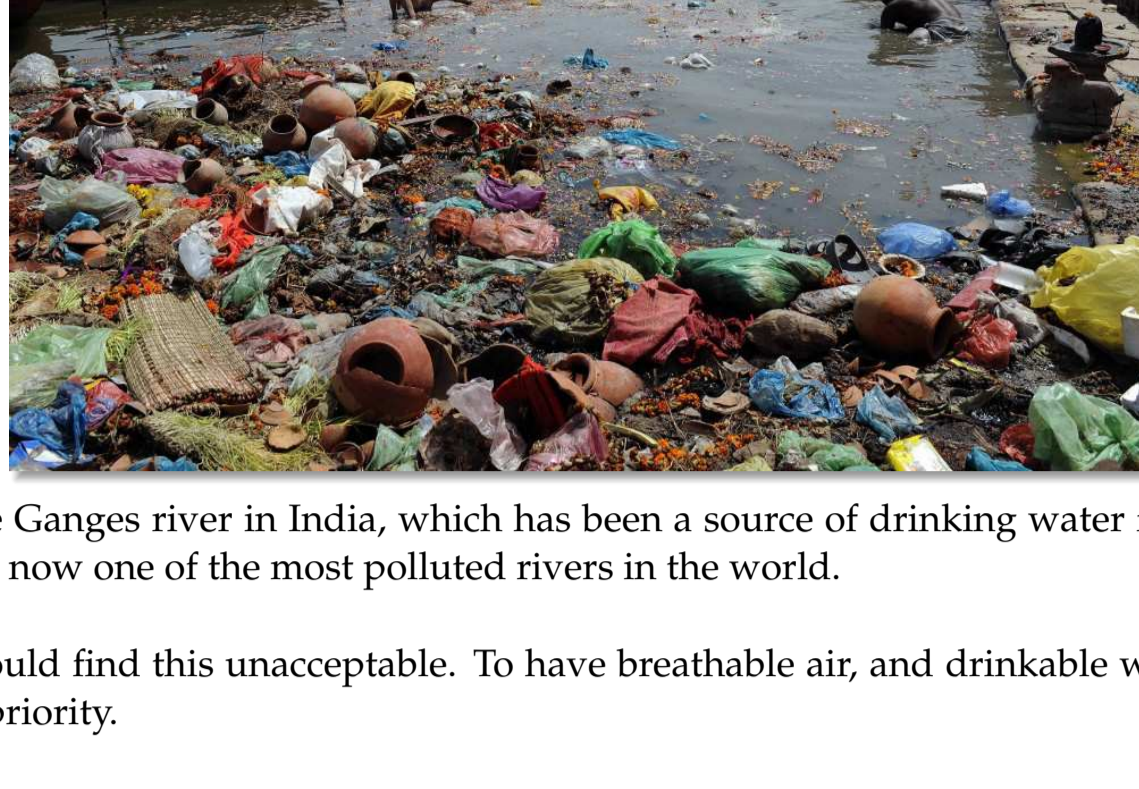 Ganges river in India, which has been a source of drinking water
now one of the most polluted rivers in the world.
find this unacceptable. To have breathable air, and drinkable
priority.